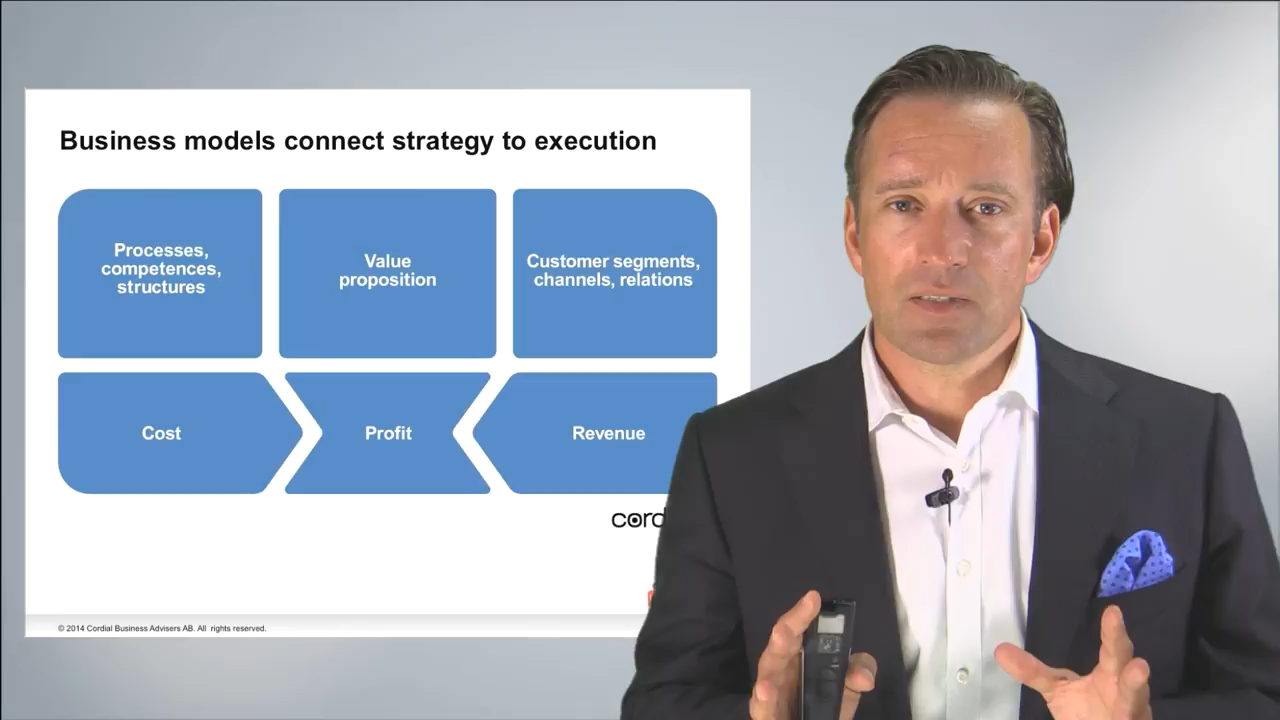 Business models connect strategy to execution
Processes,
competences,
structures
Value
proposition
Customer segments,
channels, relations
Cost
Profit
Revenue
cord
© 2014 Cordial Business Advisers AB. All rights reserved.